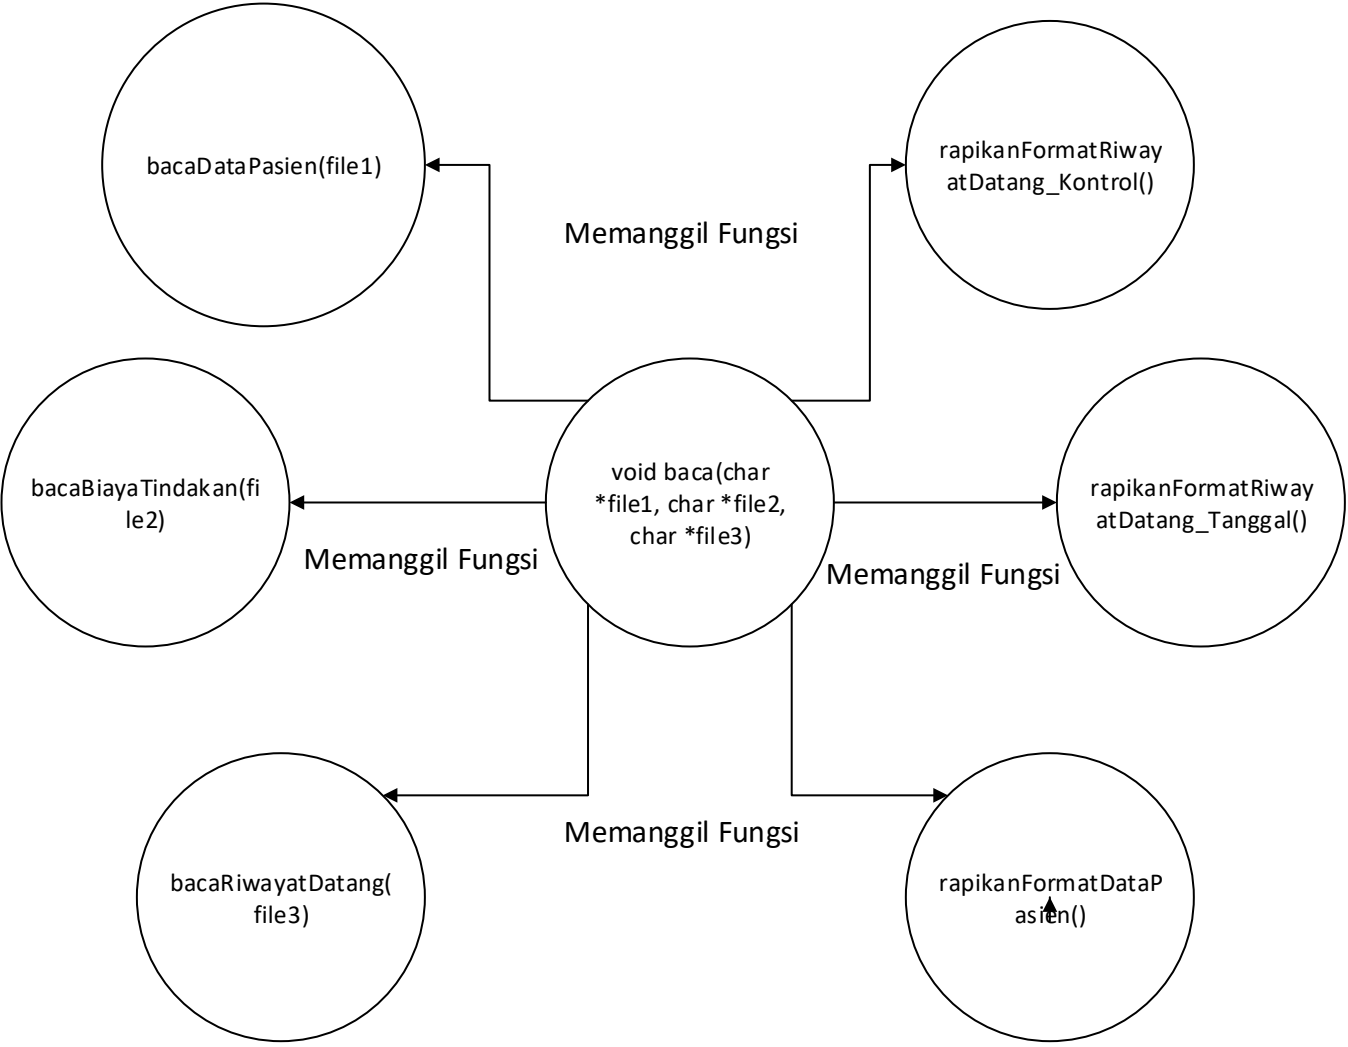 bacaDataPasien(file1)
rapikanFormatRiway
atDatang_Kontrol()
Memanggil Fungsi
bacaBiayaTindakan(fi
le2)
void baca(char
*file1, char *file2,
char *file3)
rapikanFormatRiway
atDatang_Tanggal()
Memanggil Fungsi
Memanggil Fungsi
Memanggil Fungsi
bacaRiwayatDatang(
file3)
rapikanFormatDataP
asien()